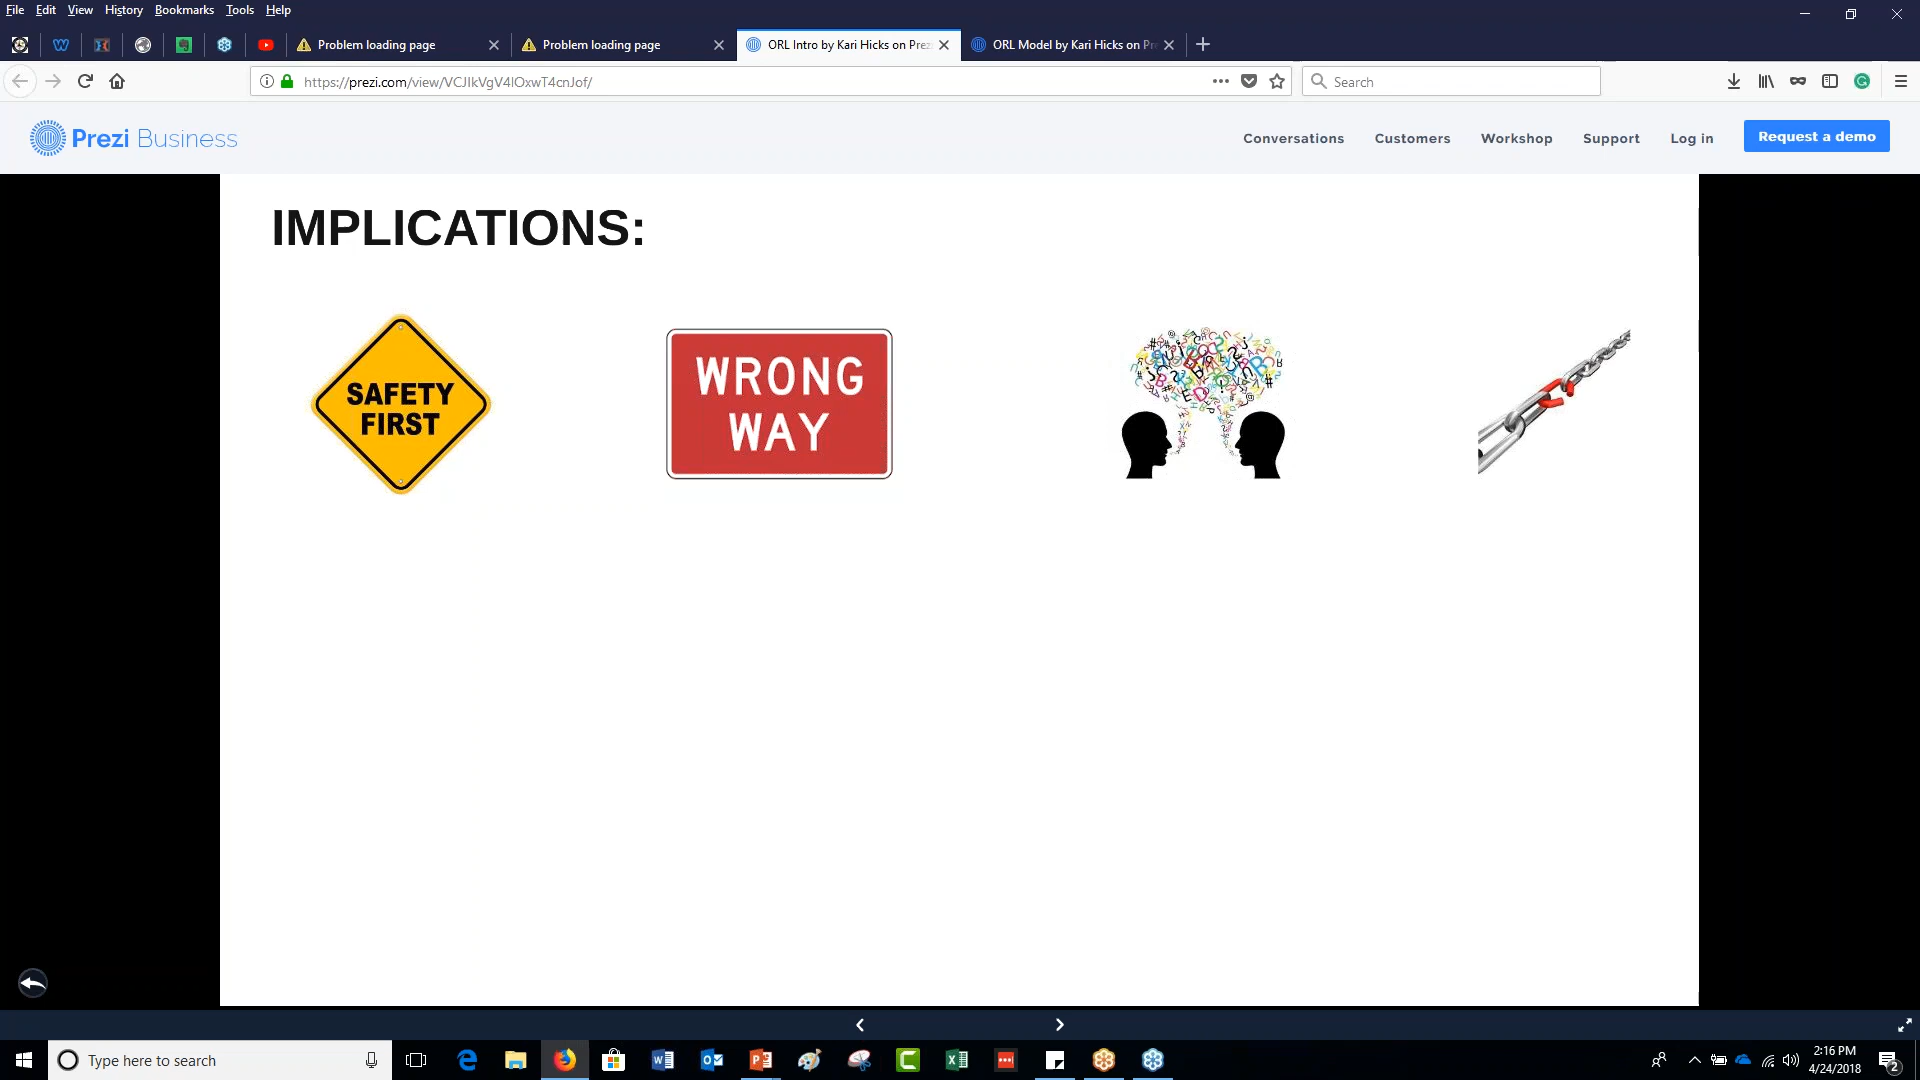 File Edit View History Bookmarks Tools Help
Problem loading page
Problem loading page
ORL Intro by Kari Hicks on Prez
ORL Model by Kari Hicks on Pre
https://prezi.com/view/VCJIkVgV4lOxwT4cnJof/
Search
Prezi Business
Conversations Customers Workshop Support Log in Request a demo
IMPLICATIONS:
SAFETY
FIRST
WRONG
WAY
Type here to search
2:16 PM
4/24/2018
2